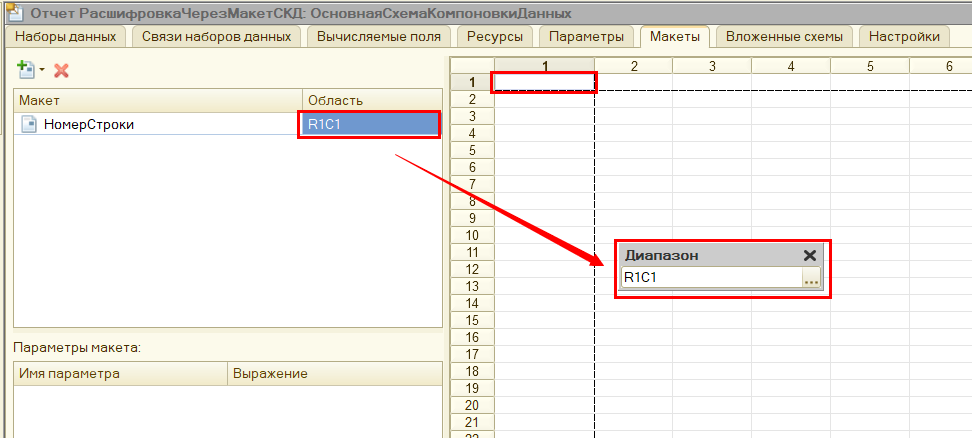 Отчет РасшифровкаЧерезМакетСКД: ОсновнаяСхемаКомпоновкиДанных
Наборы данных Связи наборов данных Вычисляемые поля Ресурсы Параметры Макеты Вложенные схемы Настройки
Макет Область
НомерСтроки R1C1
Параметры макета:
Имя параметра Выражение
1 2 3 4 5 6
1
2
3
4
5
6
7
8
9
10
11
12
13
14
15
16
17
18
19
20
21
Диапазон
R1C1 ...